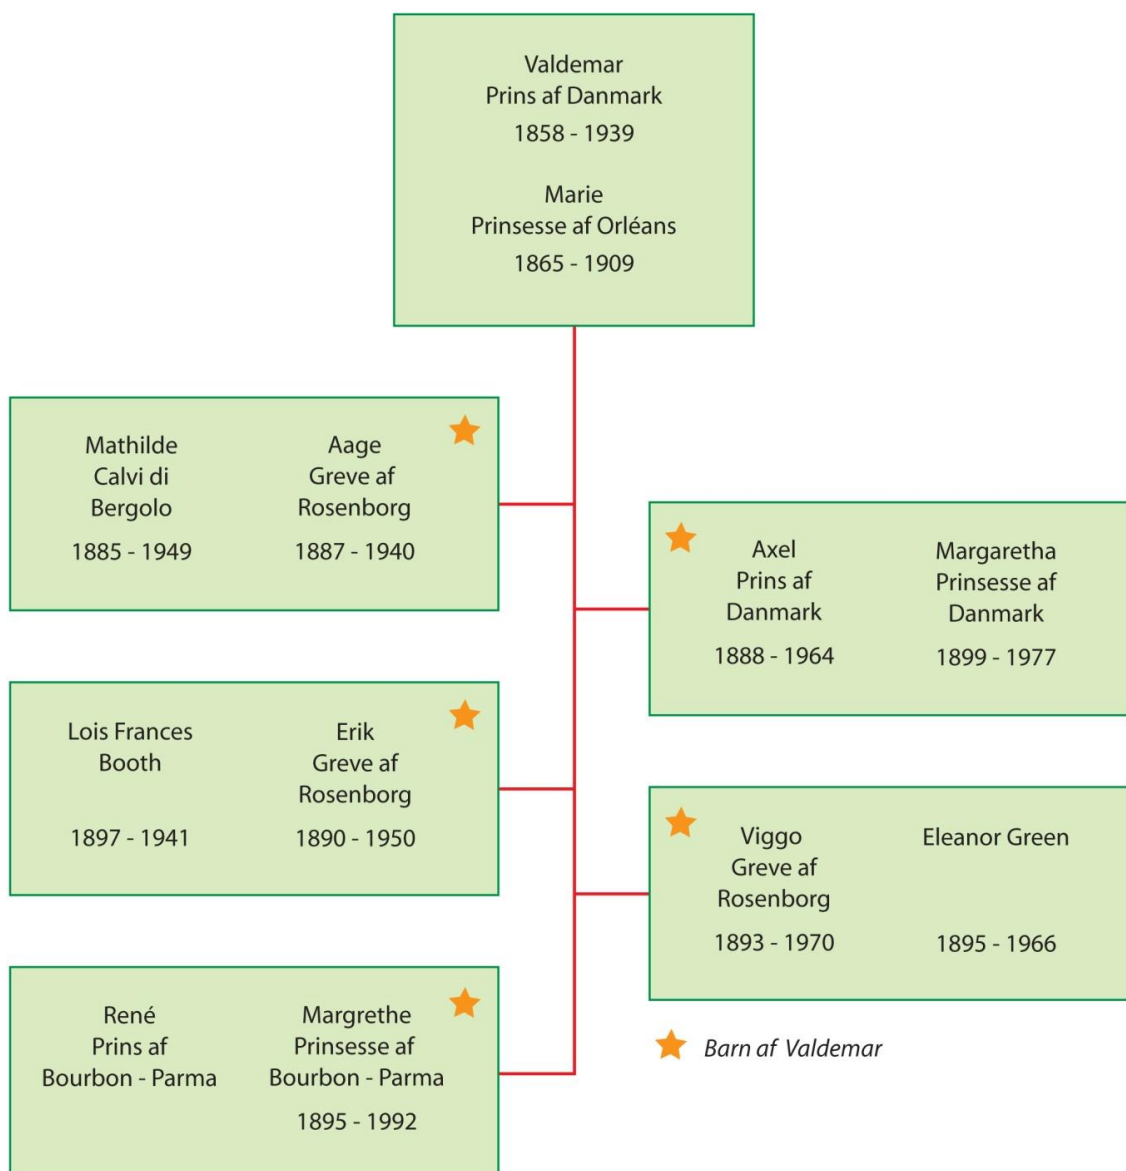 Valdemar
Prins af Danmark
1858 - 1939
Marie
Prinsesse af Orléans
1865 - 1909
Mathilde
Calvi di
Bergolo
1885 - 1949
Aage
Greve af
Rosenborg
1887 - 1940
Axel
Prins af
Danmark
1888 - 1964
Margaretha
Prinsesse af
Danmark
1899 - 1977
Lois Frances
Booth
1897 - 1941
Erik
Greve af
Rosenborg
1890 - 1950
Viggo
Greve af
Rosenborg
1893 - 1970
Eleanor Green
1895 - 1966
René
Prins af
Bourbon - Parma
Margrethe
Prinsesse af
Bourbon - Parma
1895 - 1992
Barn af Valdemar